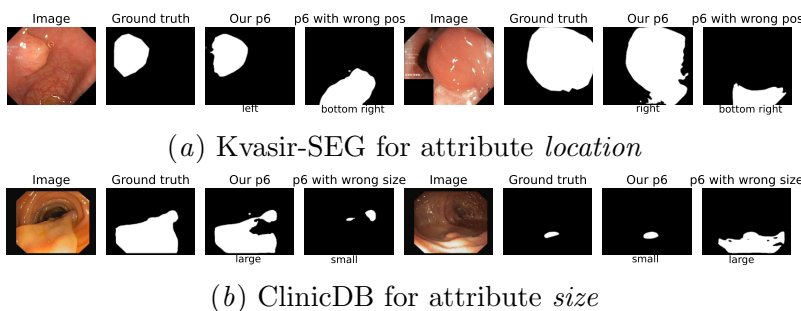 Image Ground truth Our p6 p6 with wrong pos Image Ground truth Our p6 p6 with wrong pos
left bottom right right bottom right
(a) Kvasir-SEG for attribute location
Image Ground truth Our p6 p6 with wrong size Image Ground truth Our p6 p6 with wrong size
large small small large
(b) ClinicDB for attribute size